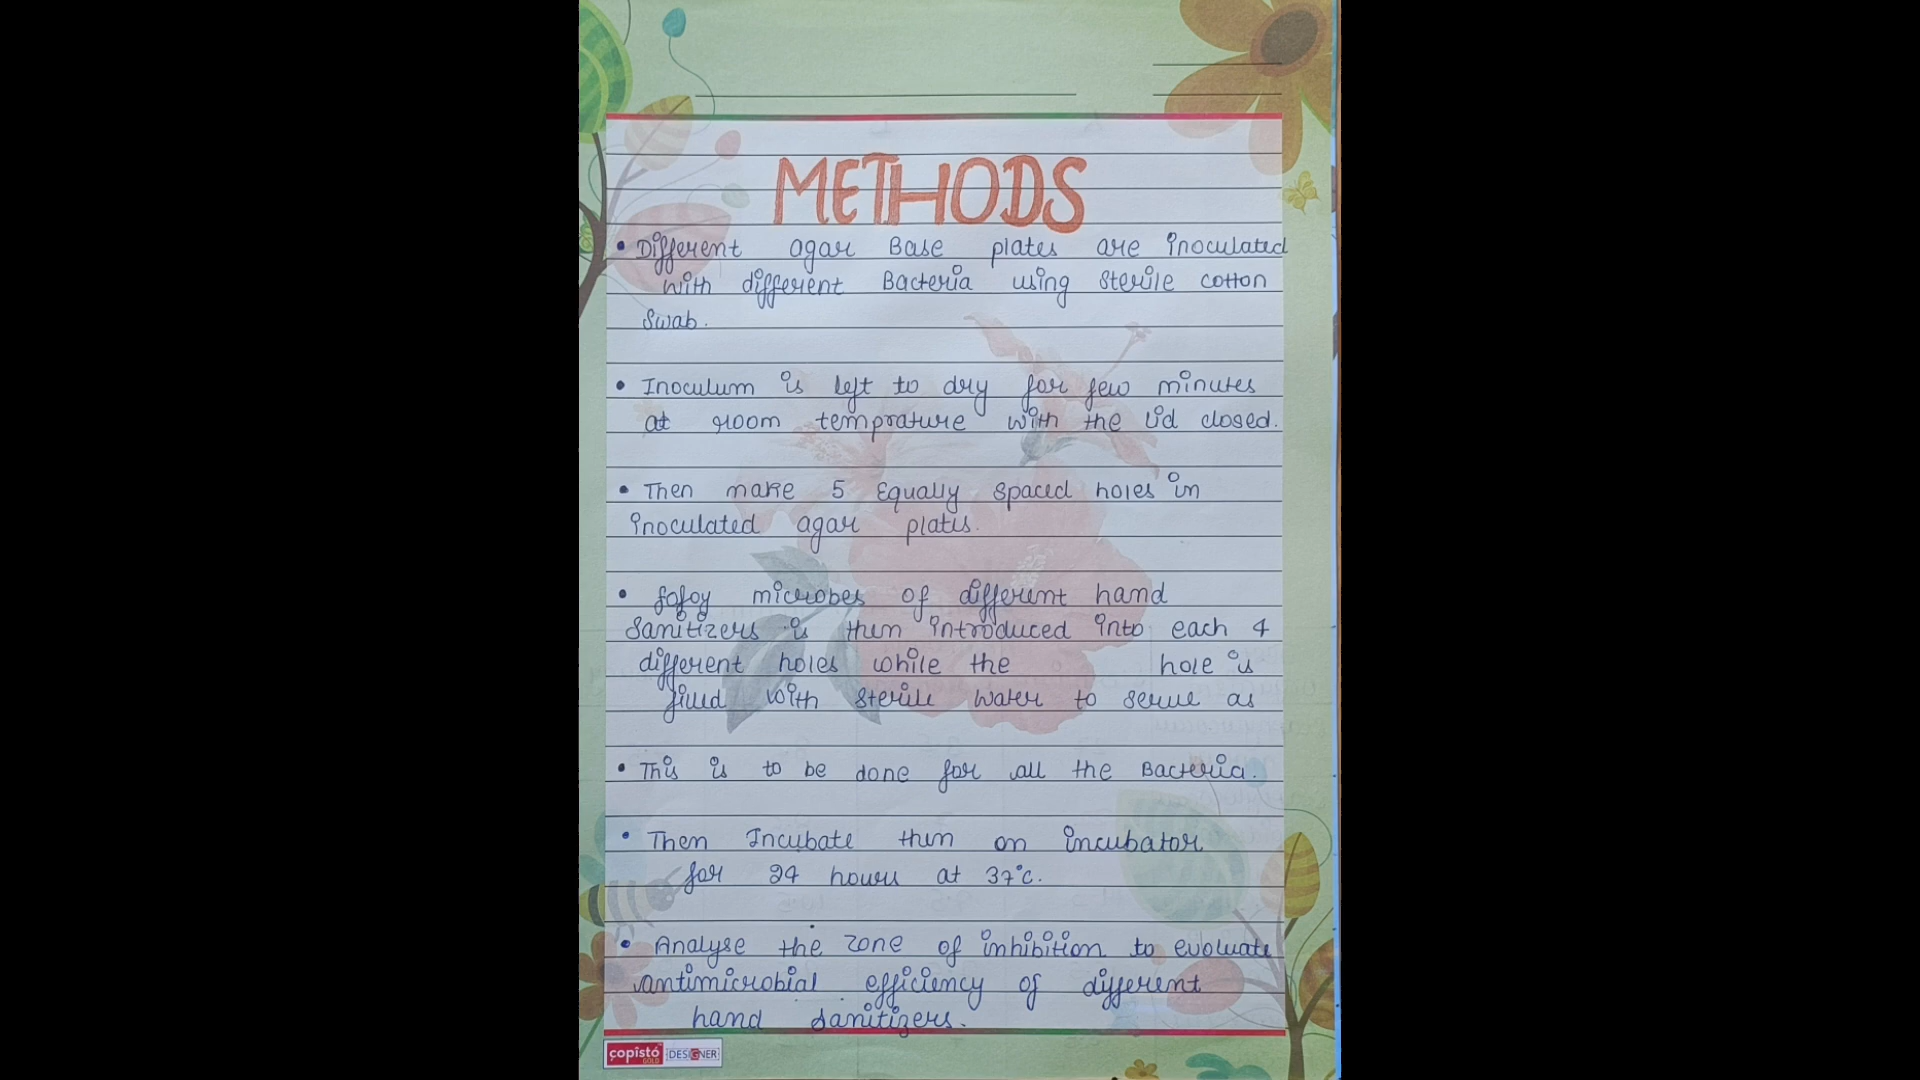 METHODS
• Different agar Base plates are inoculated
with different Bacteria using sterile cotton
swab.
• Inoculum is left to dry for few minutes
at room temprature with the lid closed.
• Then make 5 Equally spaced holes in
inoculated agar plates.
• microbes of different hand
sanitizers is then introduced into each 4
different holes while the hole is
filled with sterile water to serve as
• This is to be done for all the Bacteria.
• Then Incubate then on incubator
for 24 hours at 37°c.
• Analyse the zone of inhibition to evaluate
antimicrobial efficiency of different
hand sanitizers.
copisto GOLD DESIGNER